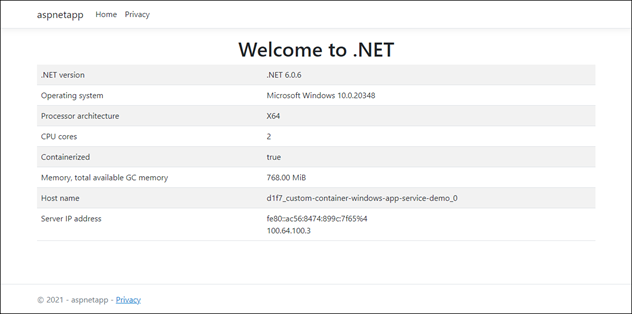 aspnetapp Home Privacy
Welcome to .NET
.NET version .NET 6.0.6
Operating system Microsoft Windows 10.0.20348
Processor architecture X64
CPU cores 2
Containerized true
Memory, total available GC memory 768.00 MiB
Host name d1f7_custom-container-windows-app-service-demo_0
Server IP address fe80::ac56:8474:899c:7f65%4
100.64.100.3
© 2021 - aspnetapp - Privacy